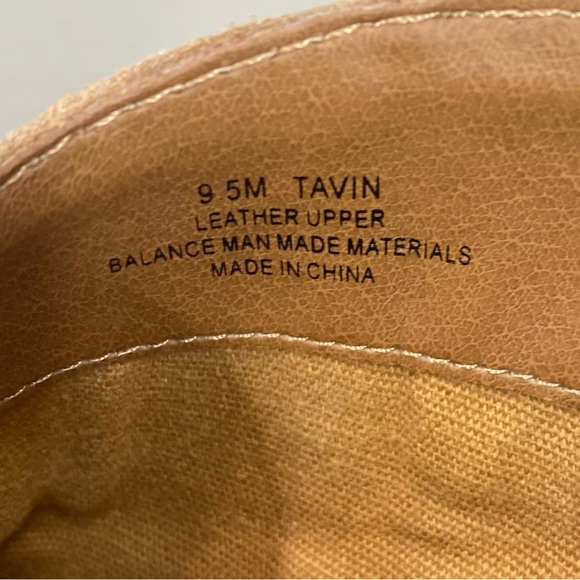 9 5M TAVIN
LEATHER UPPER
BALANCE MAN MADE MATERIALS
MADE IN CHINA